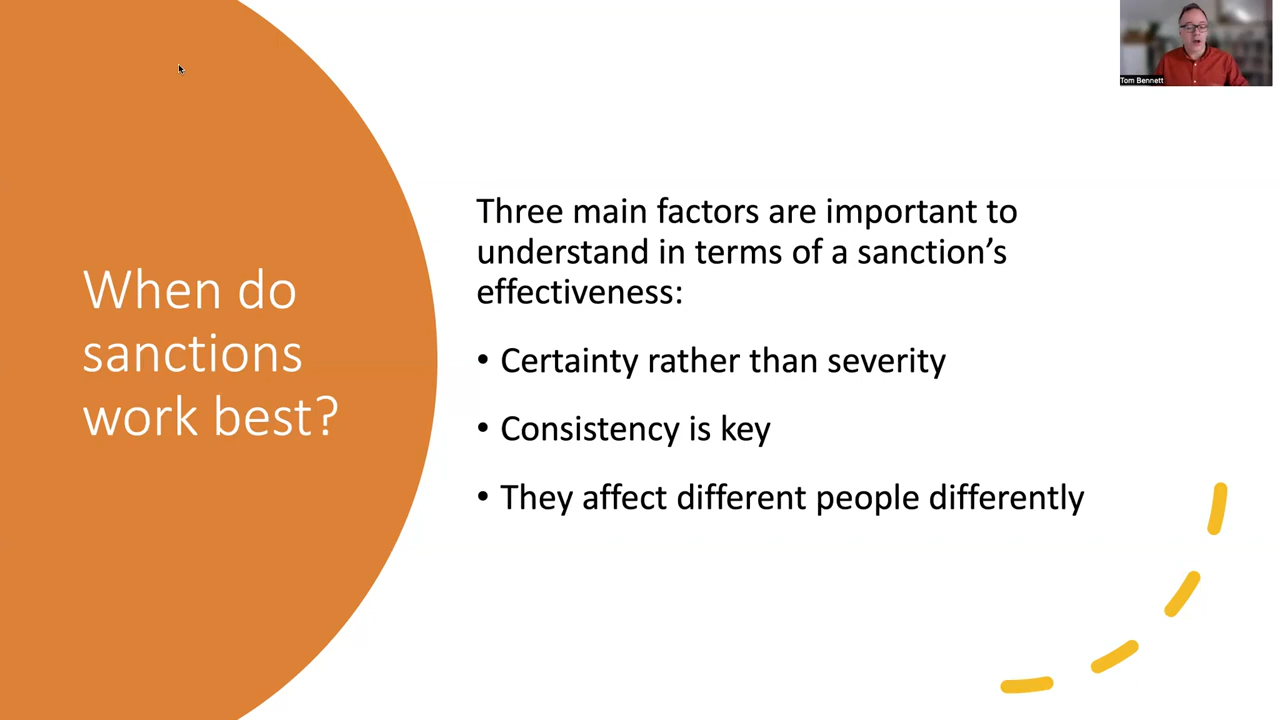 Tom Bennett
When do
sanctions
work best?
Three main factors are important to
understand in terms of a sanction’s
effectiveness:
• Certainty rather than severity
• Consistency is key
• They affect different people differently